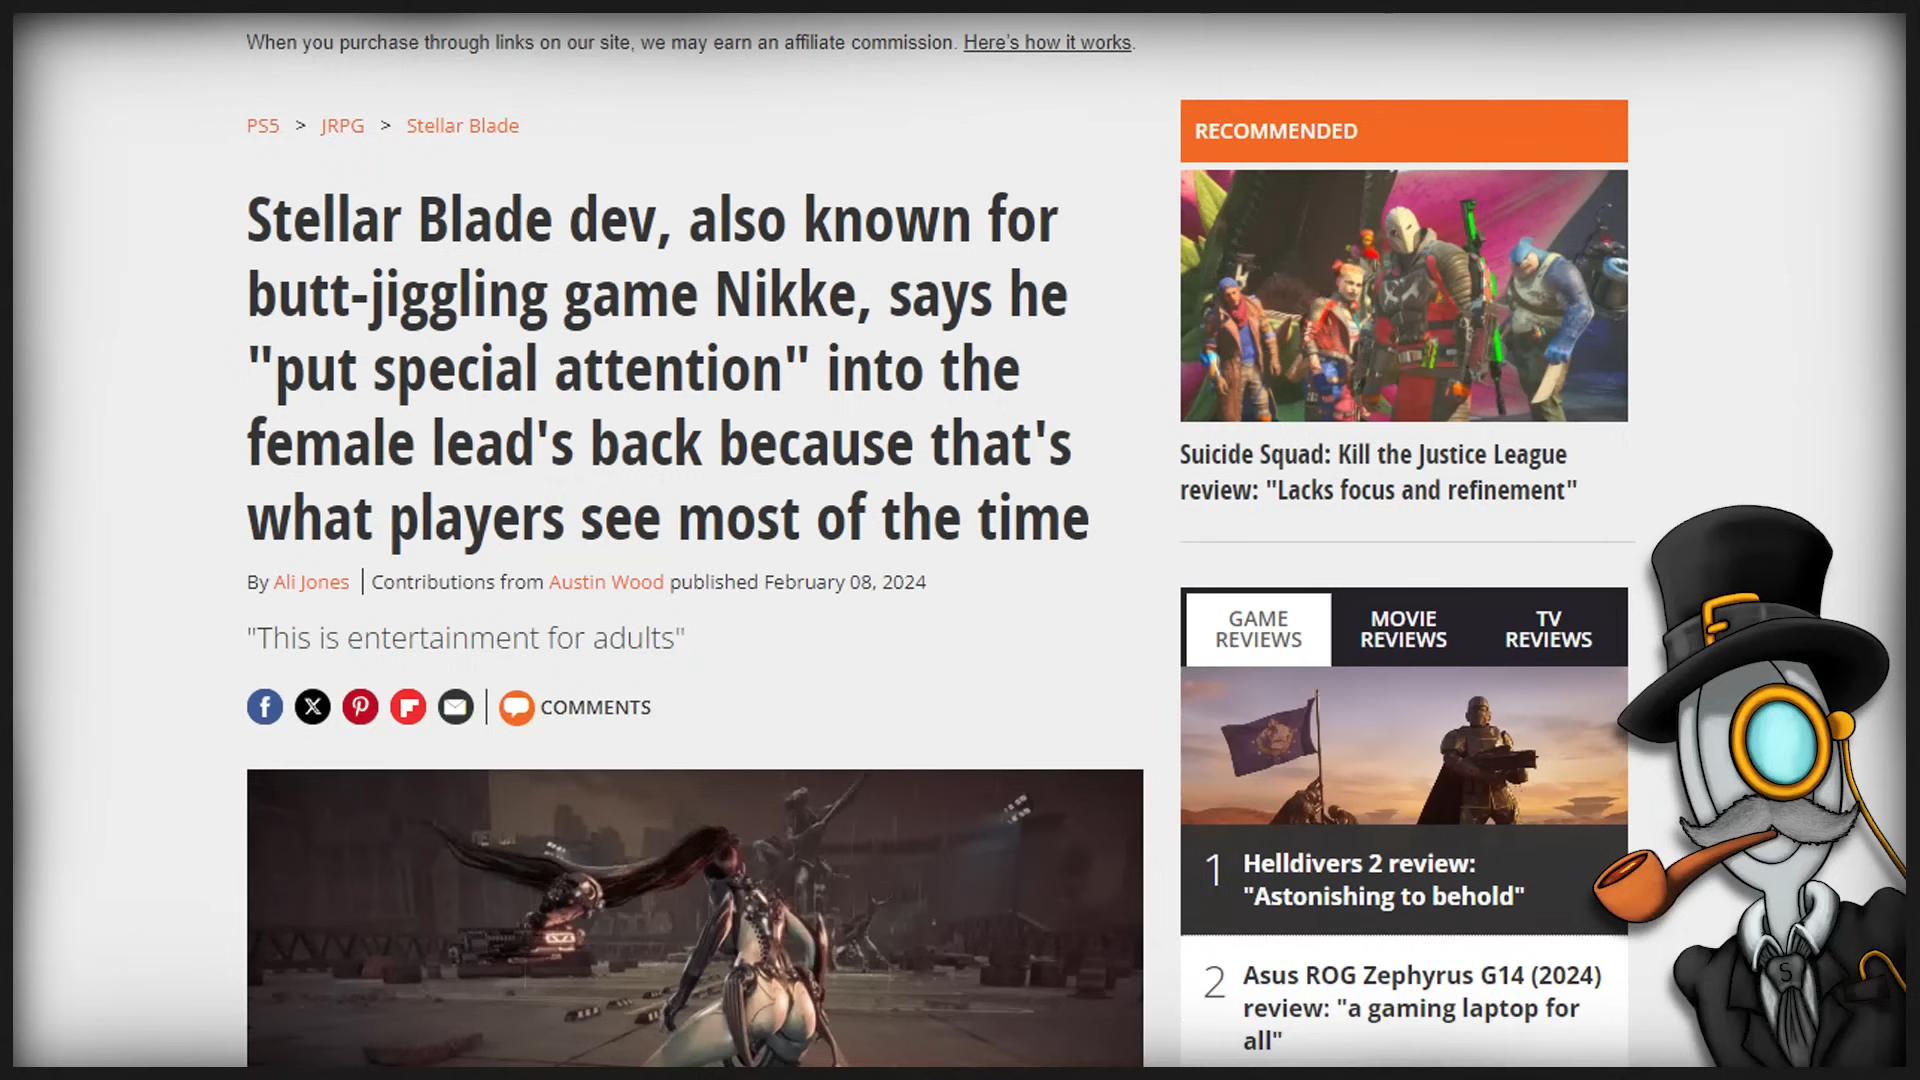 When you purchase through links on our site, we may earn an affiliate commission. Here's how it works.
PS5 > JRPG > Stellar Blade
Stellar Blade dev, also known for
butt-jiggling game Nikke, says he
"put special attention" into the
female lead's back because that's
what players see most of the time
By Ali Jones | Contributions from Austin Wood published February 08, 2024
"This is entertainment for adults"
COMMENTS
RECOMMENDED
Suicide Squad: Kill the Justice League
review: "Lacks focus and refinement"
GAME
REVIEWS
MOVIE
REVIEWS
TV
REVIEWS
1 Helldivers 2 review:
"Astonishing to behold"
2 Asus ROG Zephyrus G14 (2024)
review: "a gaming laptop for
all"
S